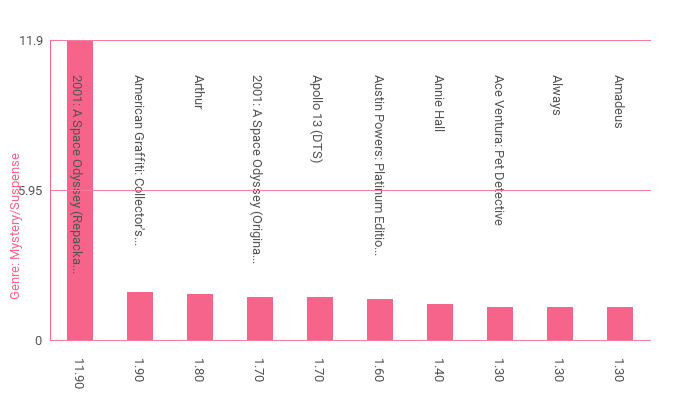 11.9
5.95
0
Genre: Mystery/Suspense
2001: A Space Odyssey (Repacka...
American Graffiti: Collector's...
Arthur
2001: A Space Odyssey (Origina...
Apollo 13 (DTS)
Austin Powers: Platinum Editio...
Annie Hall
Ace Ventura: Pet Detective
Always
Amadeus
11.90
1.90
1.80
1.70
1.70
1.60
1.40
1.30
1.30
1.30